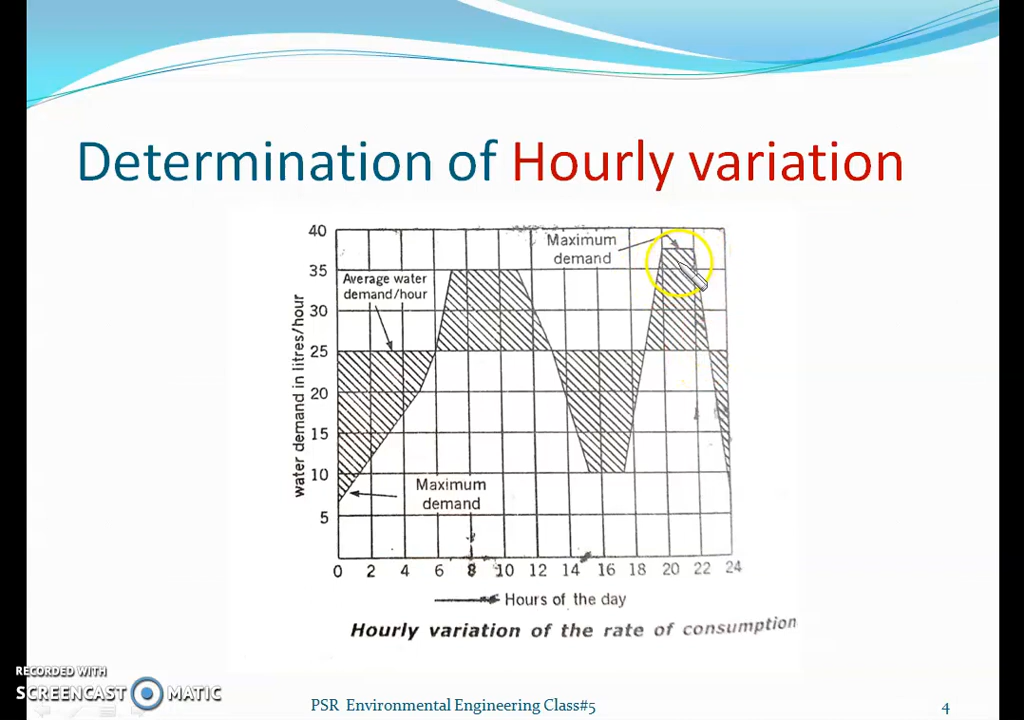 Determination of Hourly variation
40
35
30
25
20
15
10
5
water demand in litres/hour
Average water
demand/hour
Maximum
demand
Maximum
demand
0 2 4 6 8 10 12 14 16 18 20 22 24
Hours of the day
Hourly variation of the rate of consumption
RECORDED WITH
SCREENCAST MATIC
PSR Environmental Engineering Class#5
4